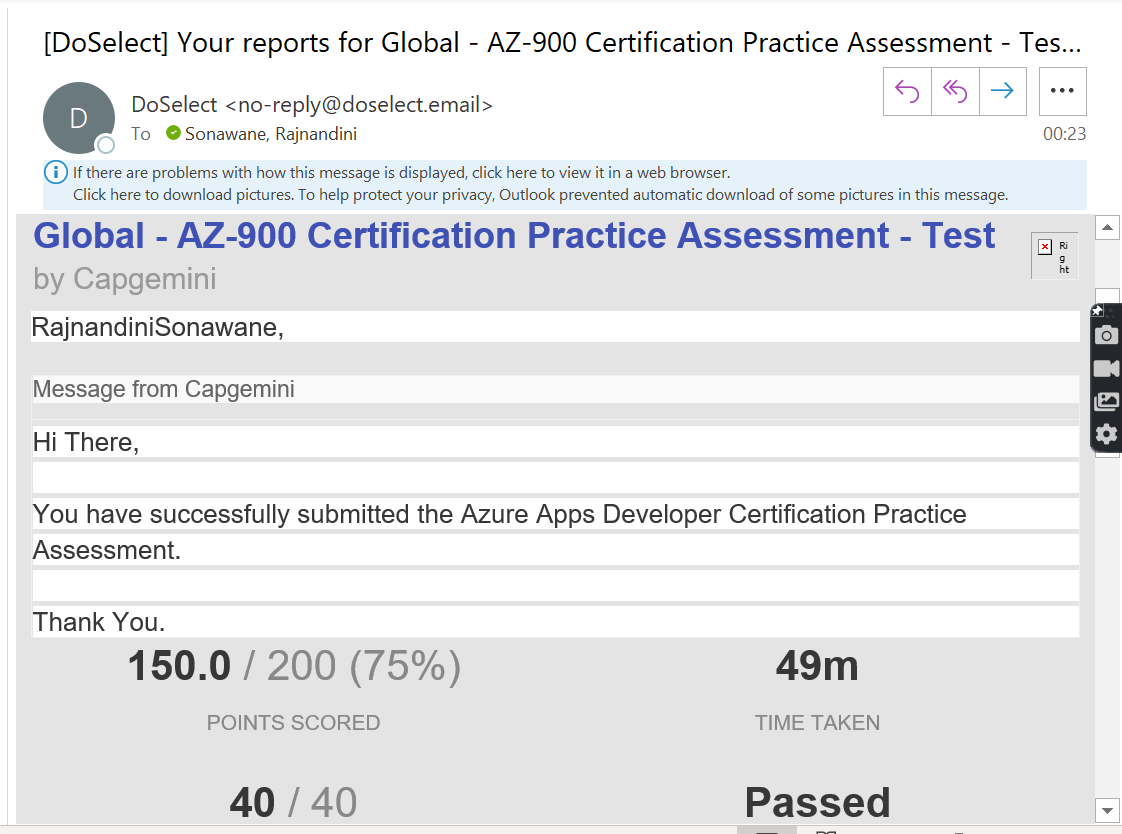 [DoSelect] Your reports for Global - AZ-900 Certification Practice Assessment - Tes...
D
DoSelect <no-reply@doselect.email>
To Sonawane, Rajnandini
00:23
If there are problems with how this message is displayed, click here to view it in a web browser.
Click here to download pictures. To help protect your privacy, Outlook prevented automatic download of some pictures in this message.
Global - AZ-900 Certification Practice Assessment - Test
Ri
g
ht
by Capgemini
RajnandiniSonawane,
Message from Capgemini
Hi There,
You have successfully submitted the Azure Apps Developer Certification Practice
Assessment.
Thank You.
150.0 / 200 (75%)
49m
POINTS SCORED
TIME TAKEN
40 / 40
Passed